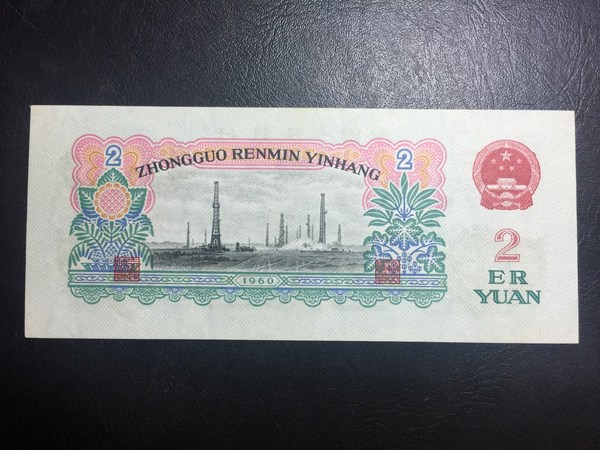 2
2
ZHONGGUO RENMIN YINHANG
1960
2
ER
YUAN